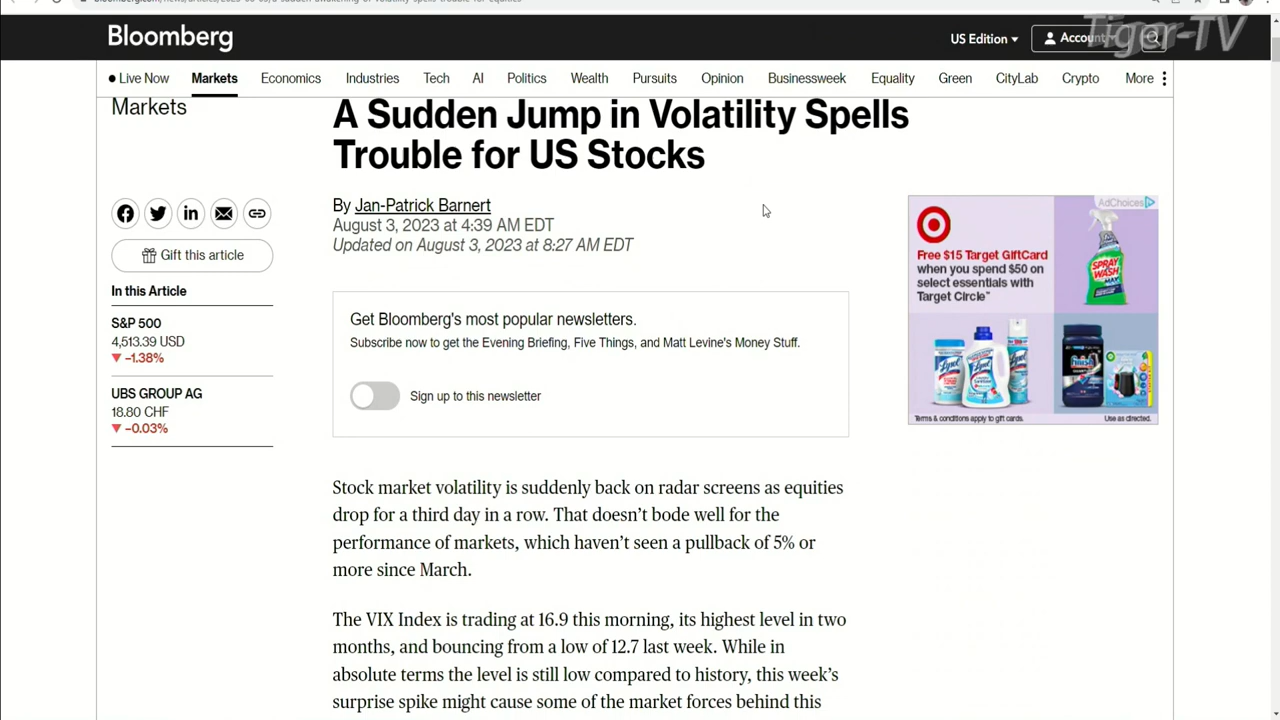 Bloomberg
US Edition
Account
Tiger-TV
Live Now
Markets
Economics
Industries
Tech
AI
Politics
Wealth
Pursuits
Opinion
Businessweek
Equality
Green
CityLab
Crypto
More
Markets
A Sudden Jump in Volatility Spells
Trouble for US Stocks
By Jan-Patrick Barnert
August 3, 2023 at 4:39 AM EDT
Updated on August 3, 2023 at 8:27 AM EDT
Gift this article
In this Article
S&P 500
4,513.39 USD
▼ –1.38%
UBS GROUP AG
18.80 CHF
▼ –0.03%
Get Bloomberg's most popular newsletters.
Subscribe now to get the Evening Briefing, Five Things, and Matt Levine's Money Stuff.
Sign up to this newsletter
AdChoices
Free $15 Target GiftCard
when you spend $50 on
select essentials with
Target Circle™
SPRAY
WASH
MAX
Lysol
Lysol
Lysol
finish
Terms & conditions apply to gift cards.
Use as directed.
Stock market volatility is suddenly back on radar screens as equities
drop for a third day in a row. That doesn't bode well for the
performance of markets, which haven't seen a pullback of 5% or
more since March.
The VIX Index is trading at 16.9 this morning, its highest level in two
months, and bouncing from a low of 12.7 last week. While in
absolute terms the level is still low compared to history, this week's
surprise spike might cause some of the market forces behind this